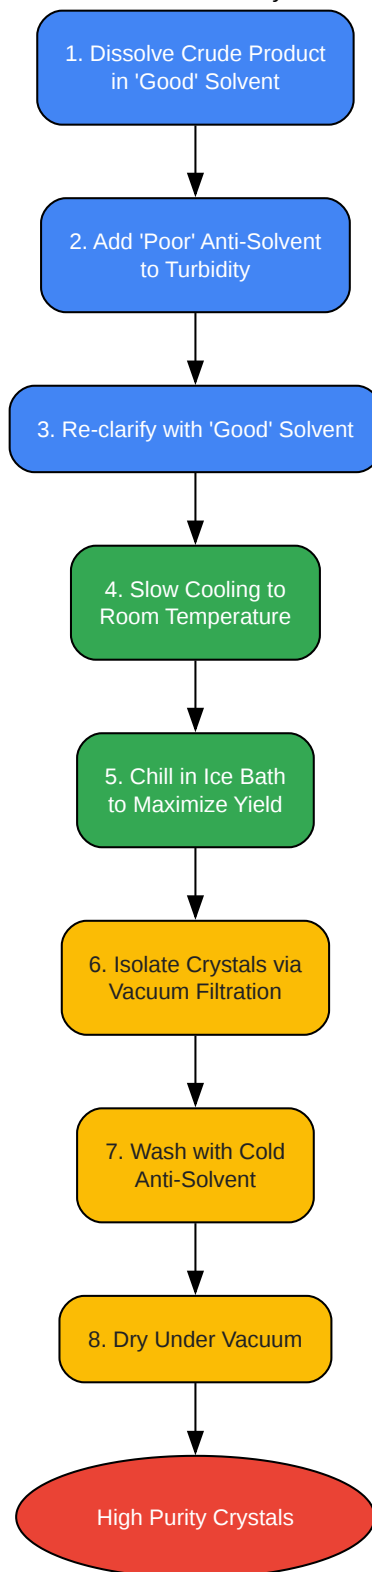 1. Dissolve Crude Product
in 'Good' Solvent
2. Add 'Poor' Anti-Solvent
to Turbidity
3. Re-clarify with 'Good' Solvent
4. Slow Cooling to
Room Temperature
5. Chill in Ice Bath
to Maximize Yield
6. Isolate Crystals via
Vacuum Filtration
7. Wash with Cold
Anti-Solvent
8. Dry Under Vacuum
High Purity Crystals